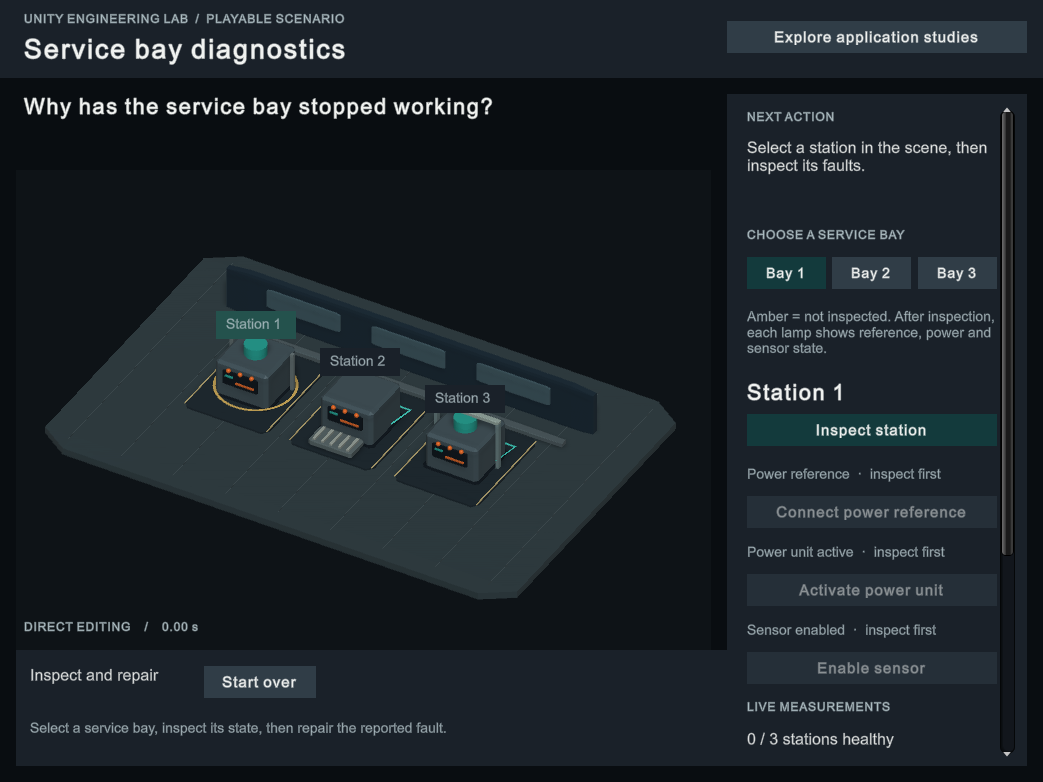 UNITY ENGINEERING LAB / PLAYABLE SCENARIO
Service bay diagnostics
Explore application studies
Why has the service bay stopped working?
Station 1
Station 2
Station 3
DIRECT EDITING / 0.00 s
Inspect and repair
Start over
Select a service bay, inspect its state, then repair the reported fault.
NEXT ACTION
Select a station in the scene, then
inspect its faults.
CHOOSE A SERVICE BAY
Bay 1
Bay 2
Bay 3
Amber = not inspected. After inspection,
each lamp shows reference, power and
sensor state.
Station 1
Inspect station
Power reference · inspect first
Connect power reference
Power unit active · inspect first
Activate power unit
Sensor enabled · inspect first
Enable sensor
LIVE MEASUREMENTS
0 / 3 stations healthy